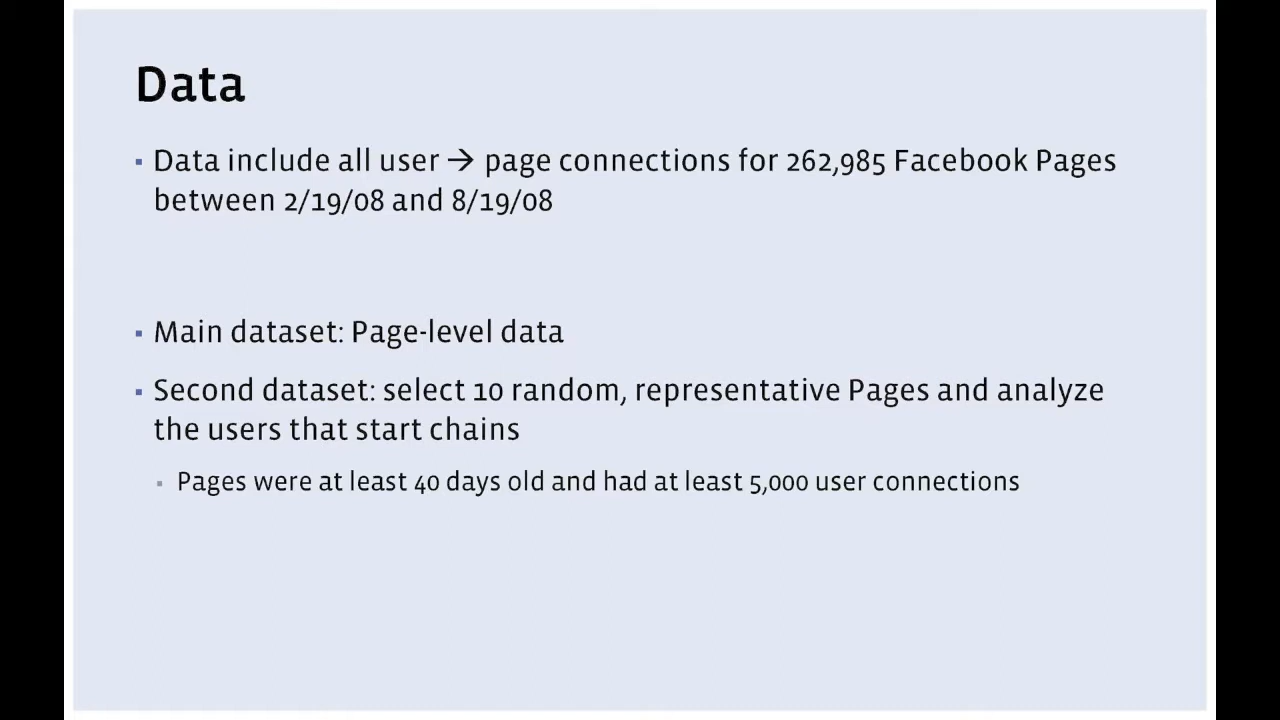 Data
▪ Data include all user → page connections for 262,985 Facebook Pages
between 2/19/08 and 8/19/08
▪ Main dataset: Page-level data
▪ Second dataset: select 10 random, representative Pages and analyze
the users that start chains
▪ Pages were at least 40 days old and had at least 5,000 user connections